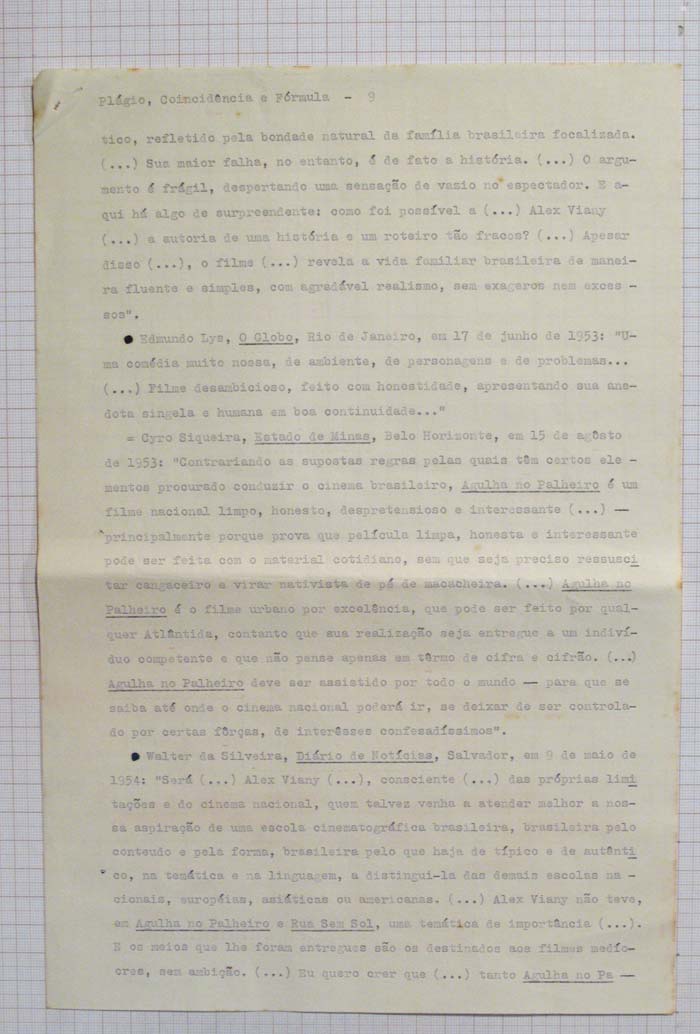 Plágio, Coincidência e Fórmula - 9
tico, refletido pela bondade natural da família brasileira focalizada.
(...) Sua maior falha, no entanto, é de fato a história. (...) O argu-
mento é frágil, despertando uma sensação de vazio no espectador. E a-
qui há algo de surpreendente: como foi possível a (...) Alex Viany
(...) a autoria de uma história e um roteiro tão fracos? (...) Apesar
disso (...), o filme (...) revela a vida familiar brasileira de manei-
ra fluente e simples, com agradável realismo, sem exageros nem exces -
sos".
● Edmundo Lys, O Globo, Rio de Janeiro, em 17 de junho de 1953: "U-
ma comédia muito nossa, de ambiente, de personagens e de problemas...
(...) Filme desambicioso, feito com honestidade, apresentando sua ane-
dota singela e humana em boa continuidade..."
= Cyro Siqueira, Estado de Minas, Belo Horizonte, em 15 de agôsto
de 1953: "Contrariando as supostas regras pelas quais têm certos ele -
mentos procurado conduzir o cinema brasileiro, Agulha no Palheiro é um
filme nacional limpo, honesto, despretensioso e interessante (...) —
principalmente porque prova que película limpa, honesta e interessante
pode ser feita com o material cotidiano, sem que seja preciso ressusci
tar cangaceiro e virar nativista de pé de macacheira. (...) Agulha no
Palheiro é o filme urbano por excelência, que pode ser feito por qual-
quer Atlântida, contanto que sua realização seja entregue a um indiví-
duo competente e que não pense apenas em têrmo de cifra e cifrão. (...)
Agulha no Palheiro deve ser assistido por todo o mundo — para que se
saiba até onde o cinema nacional poderá ir, se deixar de ser controla-
do por certas fôrças, de interêsses confesadíssimos".
● Walter da Silveira, Diário de Notícias, Salvador, em 9 de maio de
1954: "Será (...) Alex Viany (...), consciente (...) das próprias limi
tações e do cinema nacional, quem talvez venha a atender melhor a nos-
sa aspiração de uma escola cinematográfica brasileira, brasileira pelo
conteudo e pela forma, brasileira pelo que haja de típico e de autênti
co, na temática e na linguagem, a distingui-la das demais escolas na -
cionais, européias, asiáticas ou americanas. (...) Alex Viany não teve,
em Agulha no Palheiro e Rua Sem Sol, uma temática de importância (...).
E os meios que lhe foram entregues são os destinados aos filmes medío-
cres, sem ambição. (...) Eu quero crer que (...) tanto Agulha no Pa —